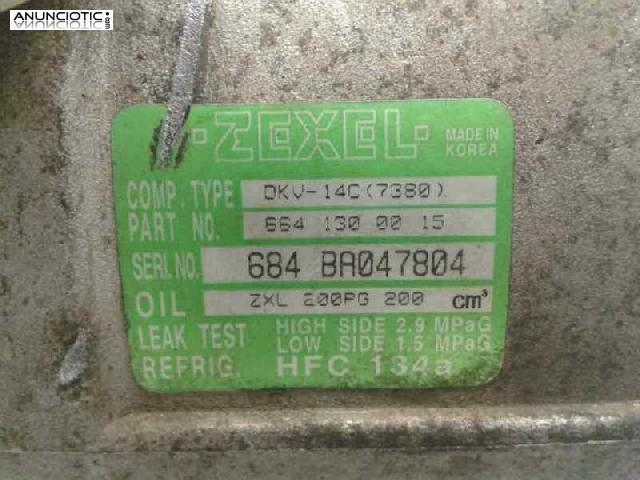 ANUNCIOTIC
.com
ZEXEL
MADE IN
KOREA
COMP. TYPE DKV-14C(7380)
PART NO. 664 130 00 15
SERI. NO. 684 BA047804
OIL ZXL 200PG 200 cm³
LEAK TEST HIGH SIDE 2.9 MPaG
LOW SIDE 1.5 MPaG
REFRIG. HFC 134a